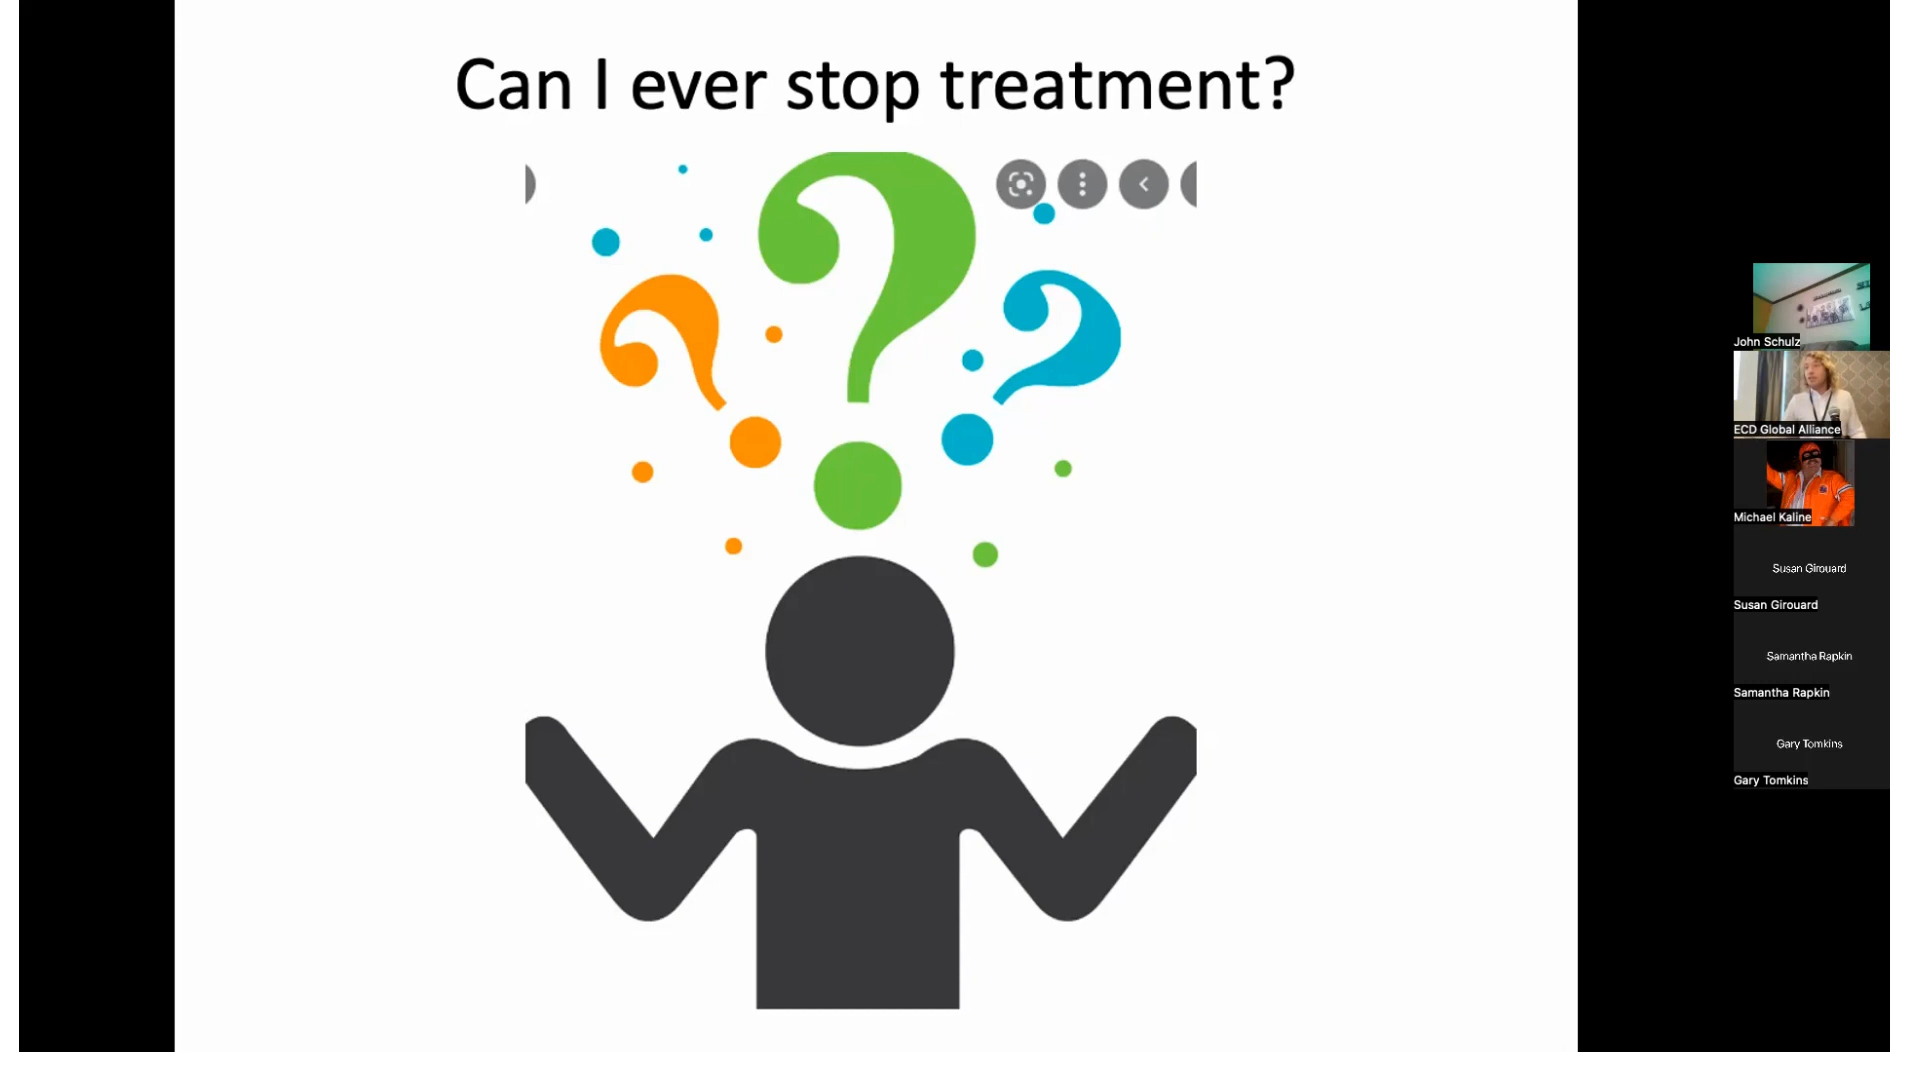 Can I ever stop treatment?
John Schulz
ECD Global Alliance
Michael Kaline
Susan Girouard
Susan Girouard
Samantha Rapkin
Samantha Rapkin
Gary Tomkins
Gary Tomkins